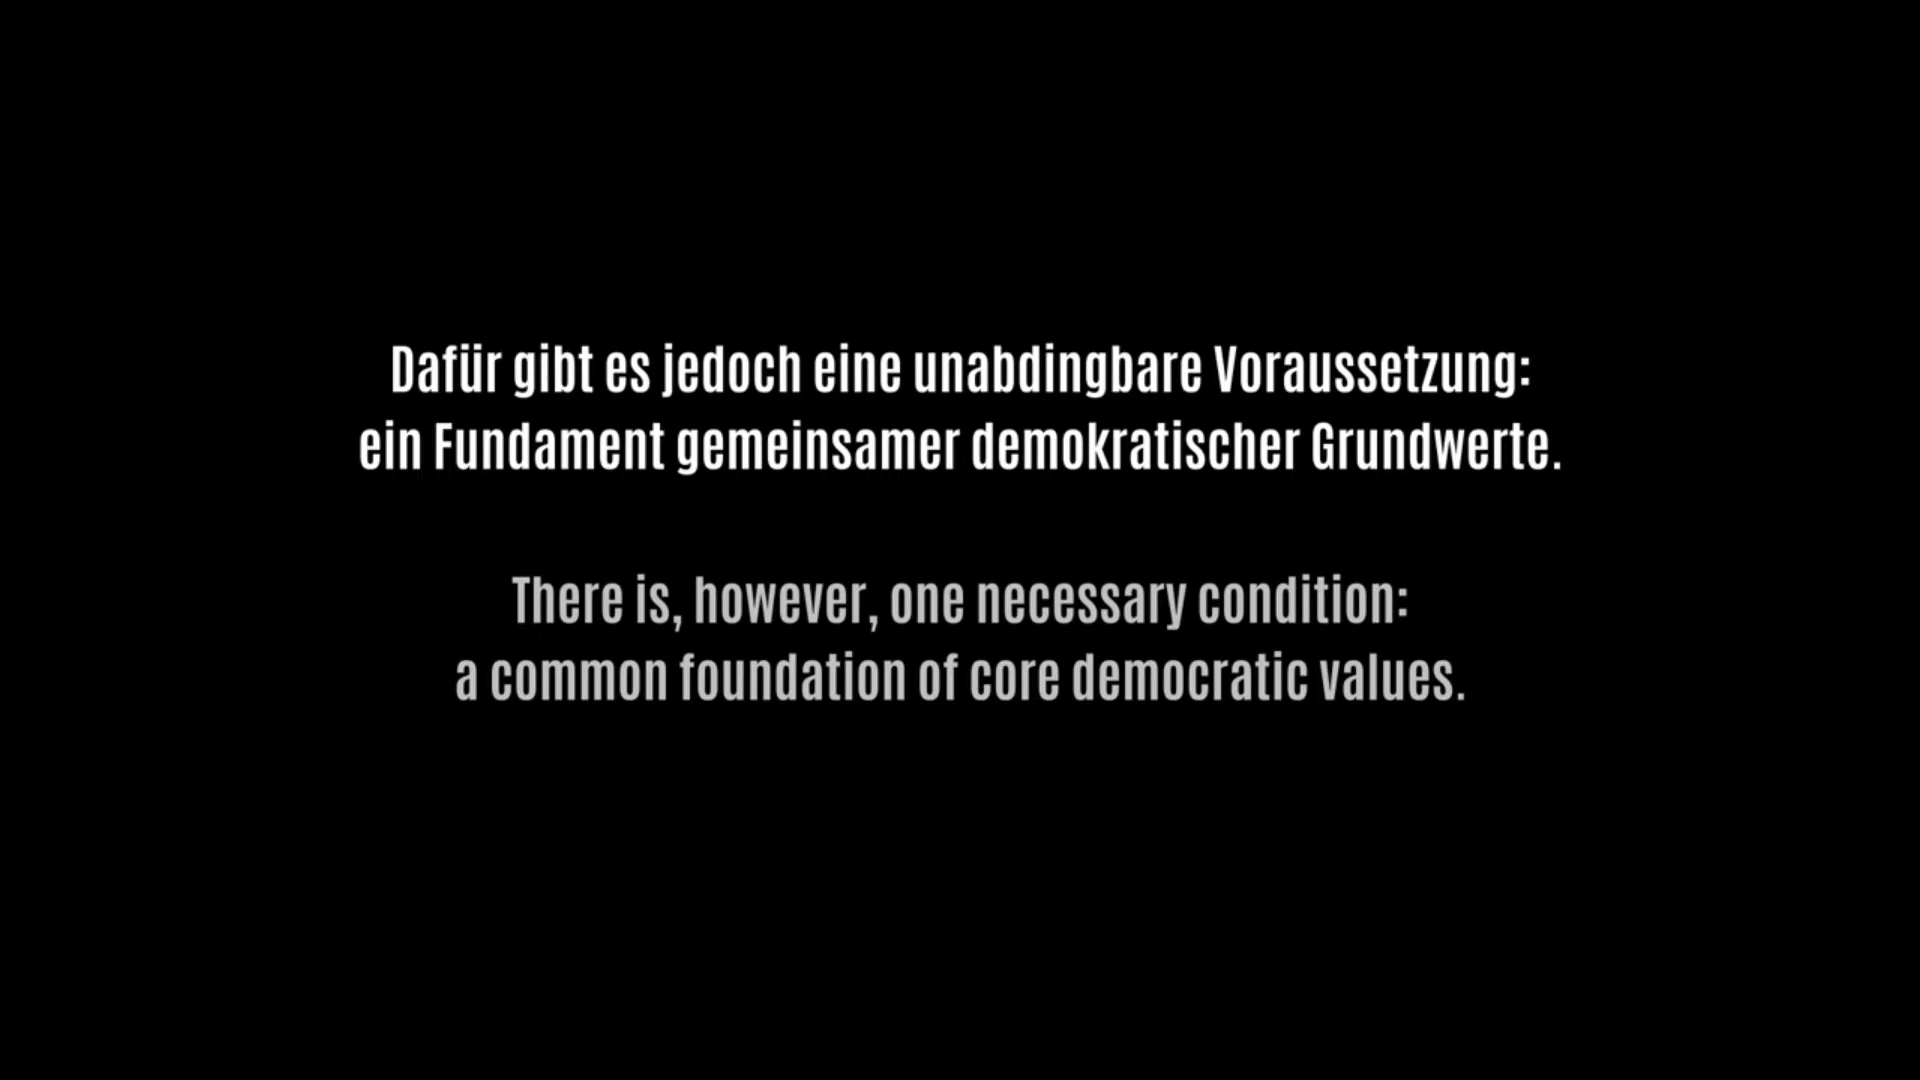 Dafür gibt es jedoch eine unabdingbare Voraussetzung:
ein Fundament gemeinsamer demokratischer Grundwerte.
There is, however, one necessary condition:
a common foundation of core democratic values.